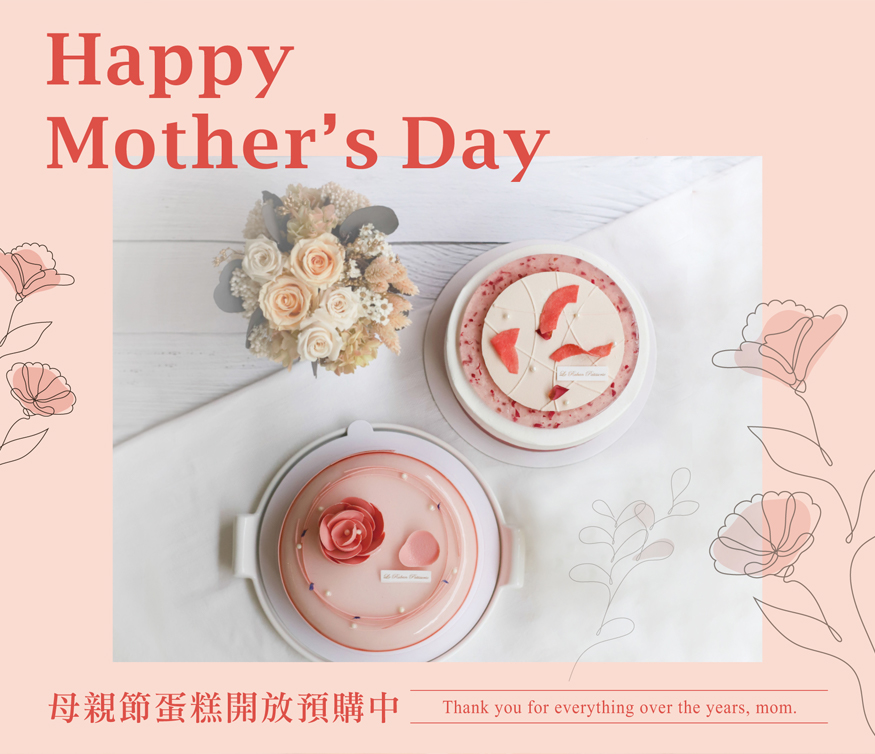 Happy
Mother’s Day
母親節蛋糕開放預購中
Thank you for everything over the years, mom.